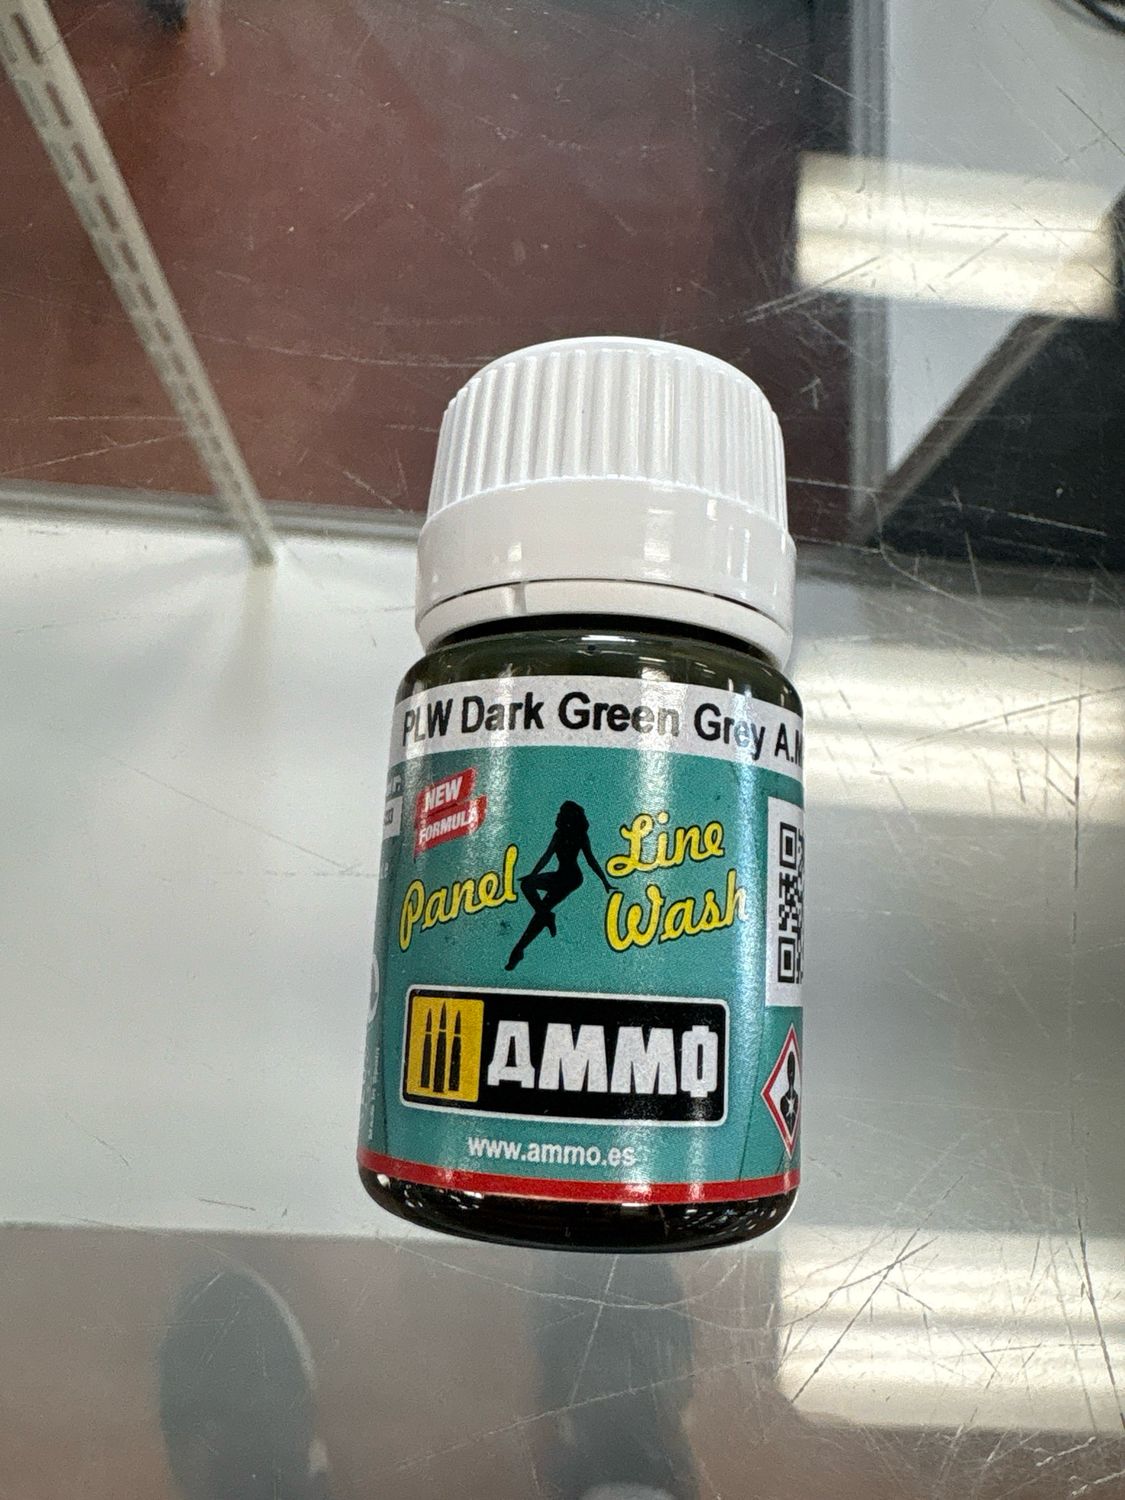 PLW Dark Green Grey A.M
NEW
FORMULA
Panel Line
Wash
AMMO
www.ammo.es